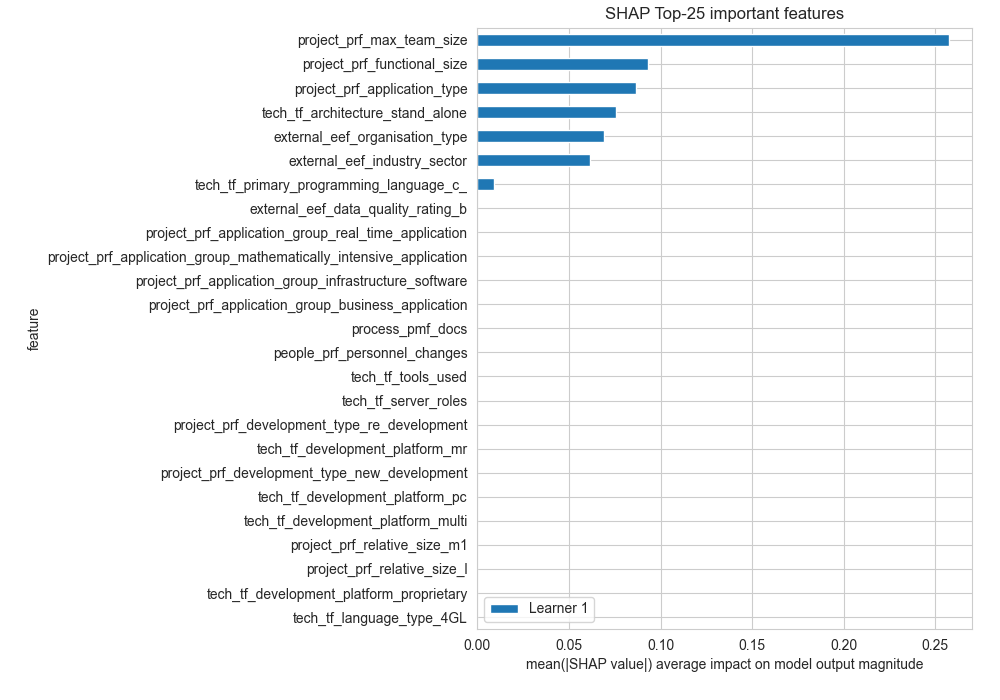 SHAP Top-25 important features
project_prf_max_team_size
project_prf_functional_size
project_prf_application_type
tech_tf_architecture_stand_alone
external_eef_organisation_type
external_eef_industry_sector
tech_tf_primary_programming_language_c_
external_eef_data_quality_rating_b
project_prf_application_group_real_time_application
project_prf_application_group_mathematically_intensive_application
project_prf_application_group_infrastructure_software
project_prf_application_group_business_application
process_pmf_docs
people_prf_personnel_changes
tech_tf_tools_used
tech_tf_server_roles
project_prf_development_type_re_development
tech_tf_development_platform_mr
project_prf_development_type_new_development
tech_tf_development_platform_pc
tech_tf_development_platform_multi
project_prf_relative_size_m1
project_prf_relative_size_l
tech_tf_development_platform_proprietary
tech_tf_language_type_4GL
feature
Learner 1
0.00 0.05 0.10 0.15 0.20 0.25
mean(|SHAP value|) average impact on model output magnitude